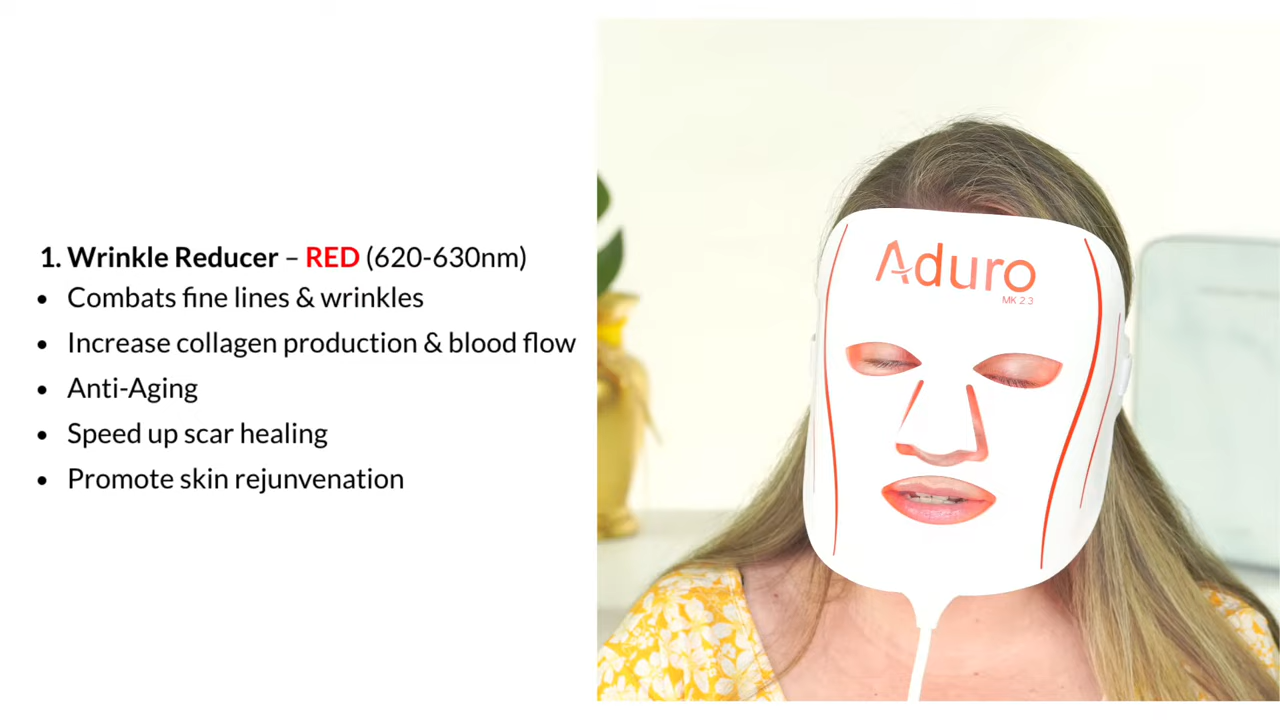 1. Wrinkle Reducer – RED (620-630nm)
• Combats fine lines & wrinkles
• Increase collagen production & blood flow
• Anti-Aging
• Speed up scar healing
• Promote skin rejunvenation
Aduro
MK 2.3